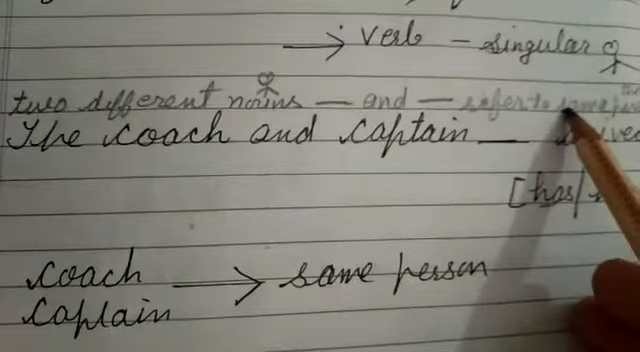 → verb - singular
two different nouns — and — refer to same
The coach and captain —
[has/
coach → same person
captain